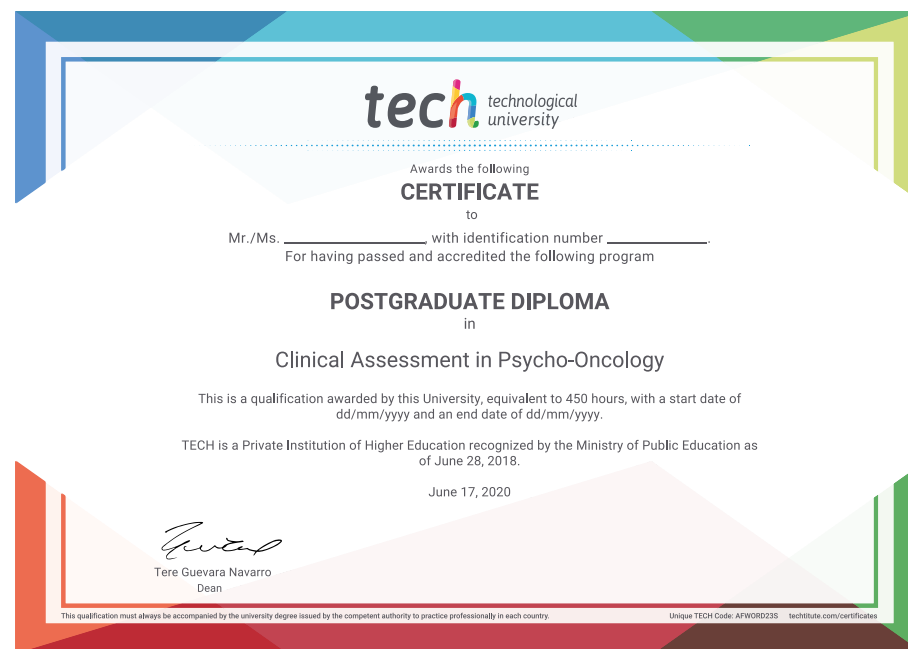 tech technological
university
Awards the following
CERTIFICATE
to
Mr./Ms. ____________________, with identification number ______________.
For having passed and accredited the following program
POSTGRADUATE DIPLOMA
in
Clinical Assessment in Psycho-Oncology
This is a qualification awarded by this University, equivalent to 450 hours, with a start date of
dd/mm/yyyy and an end date of dd/mm/yyyy.
TECH is a Private Institution of Higher Education recognized by the Ministry of Public Education as
of June 28, 2018.
June 17, 2020
Tere Guevara Navarro
Dean
This qualification must always be accompanied by the university degree issued by the competent authority to practice professionally in each country.
Unique TECH Code: AFWORD23S techtitute.com/certificates